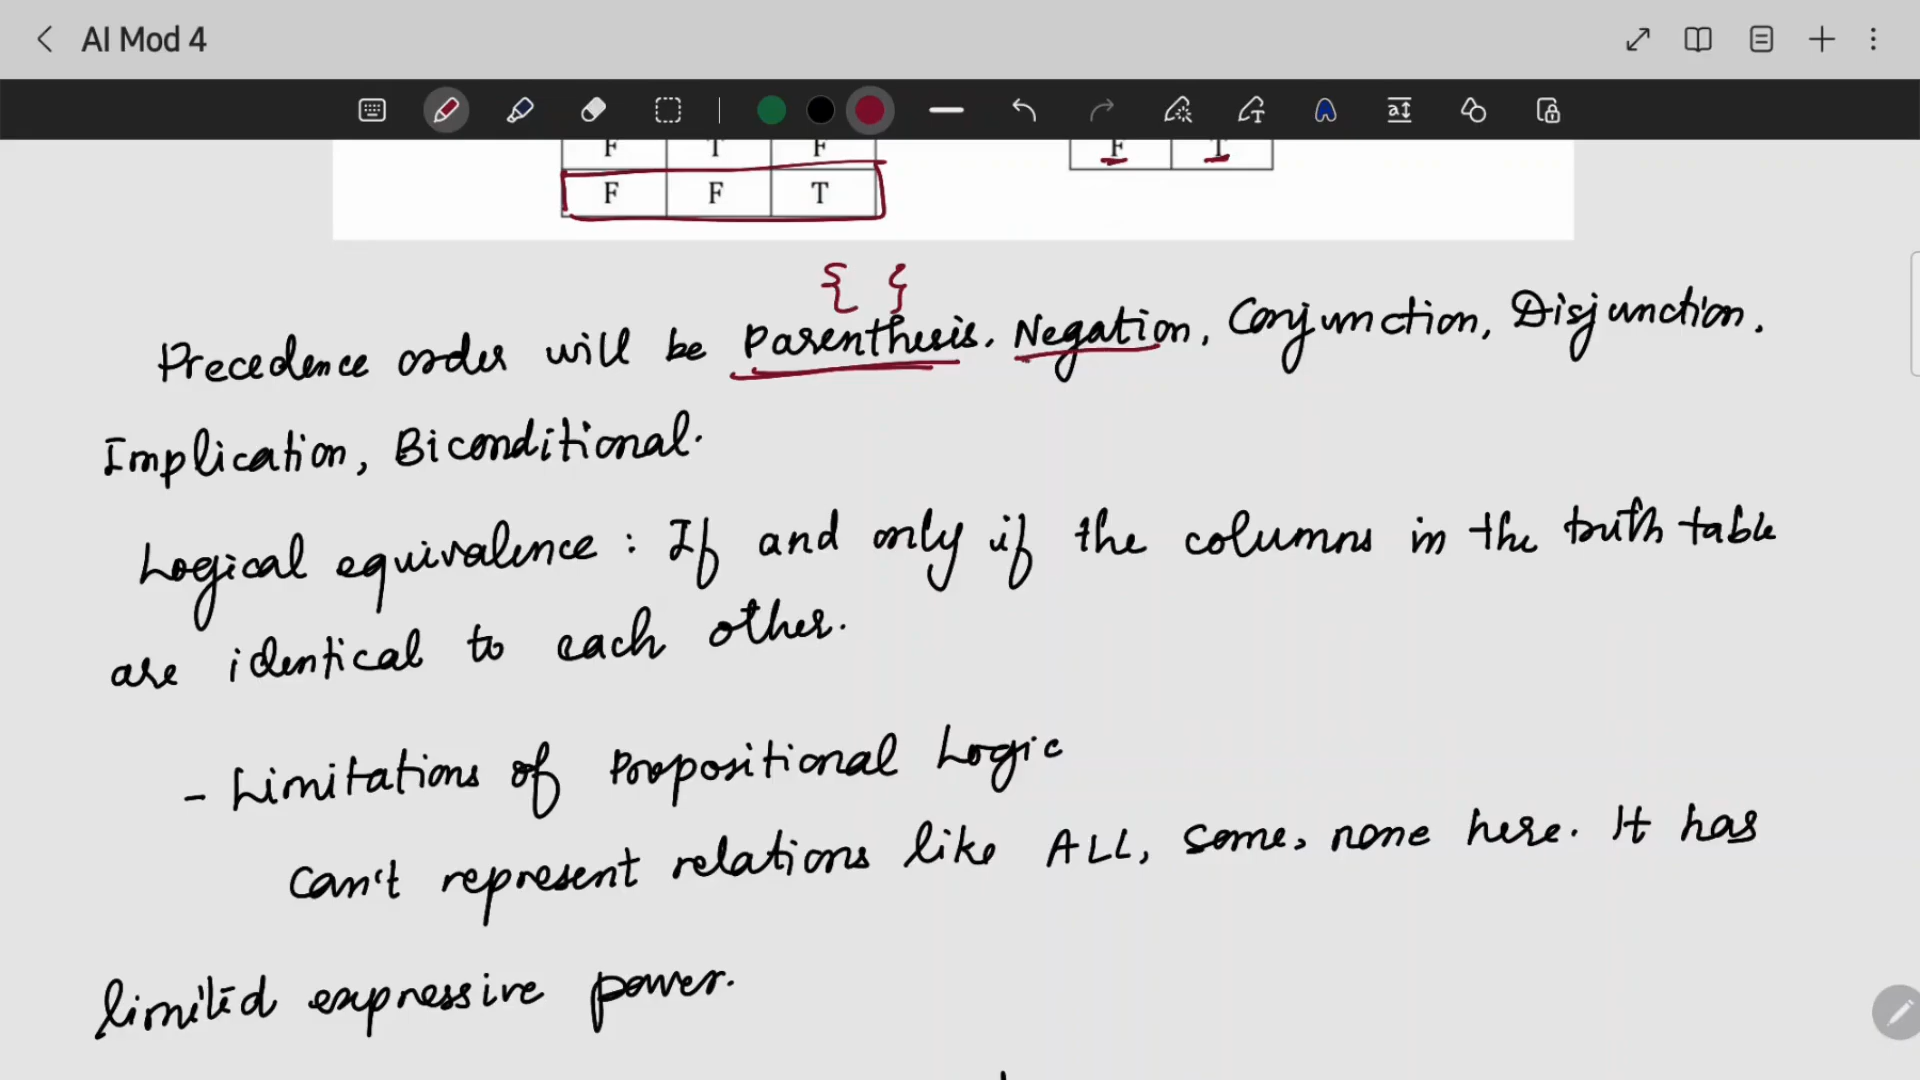 AI Mod 4
F T F F T
F F T
{ }
Precedence order will be Parenthesis, Negation, Conjunction, Disjunction,
Implication, Biconditional.
Logical equivalence : If and only if the columns in the truth table
are identical to each other.
- Limitations of Propositional Logic
Can't represent relations like ALL, some, none here. It has
limited expressive power.